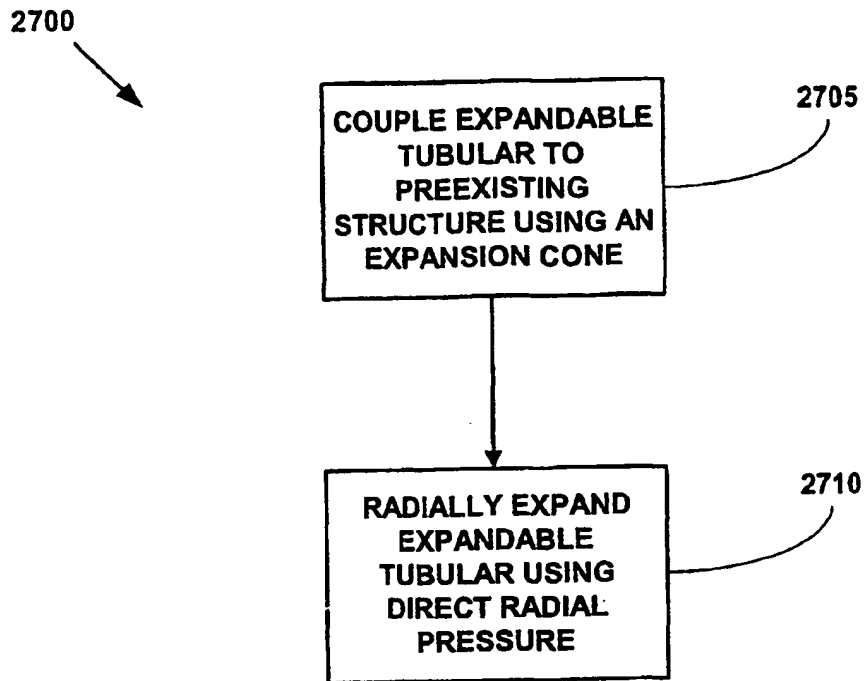 2700
2705
COUPLE EXPANDABLE
TUBULAR TO
PREEXISTING
STRUCTURE USING AN
EXPANSION CONE
2710
RADIALLY EXPAND
EXPANDABLE
TUBULAR USING
DIRECT RADIAL
PRESSURE